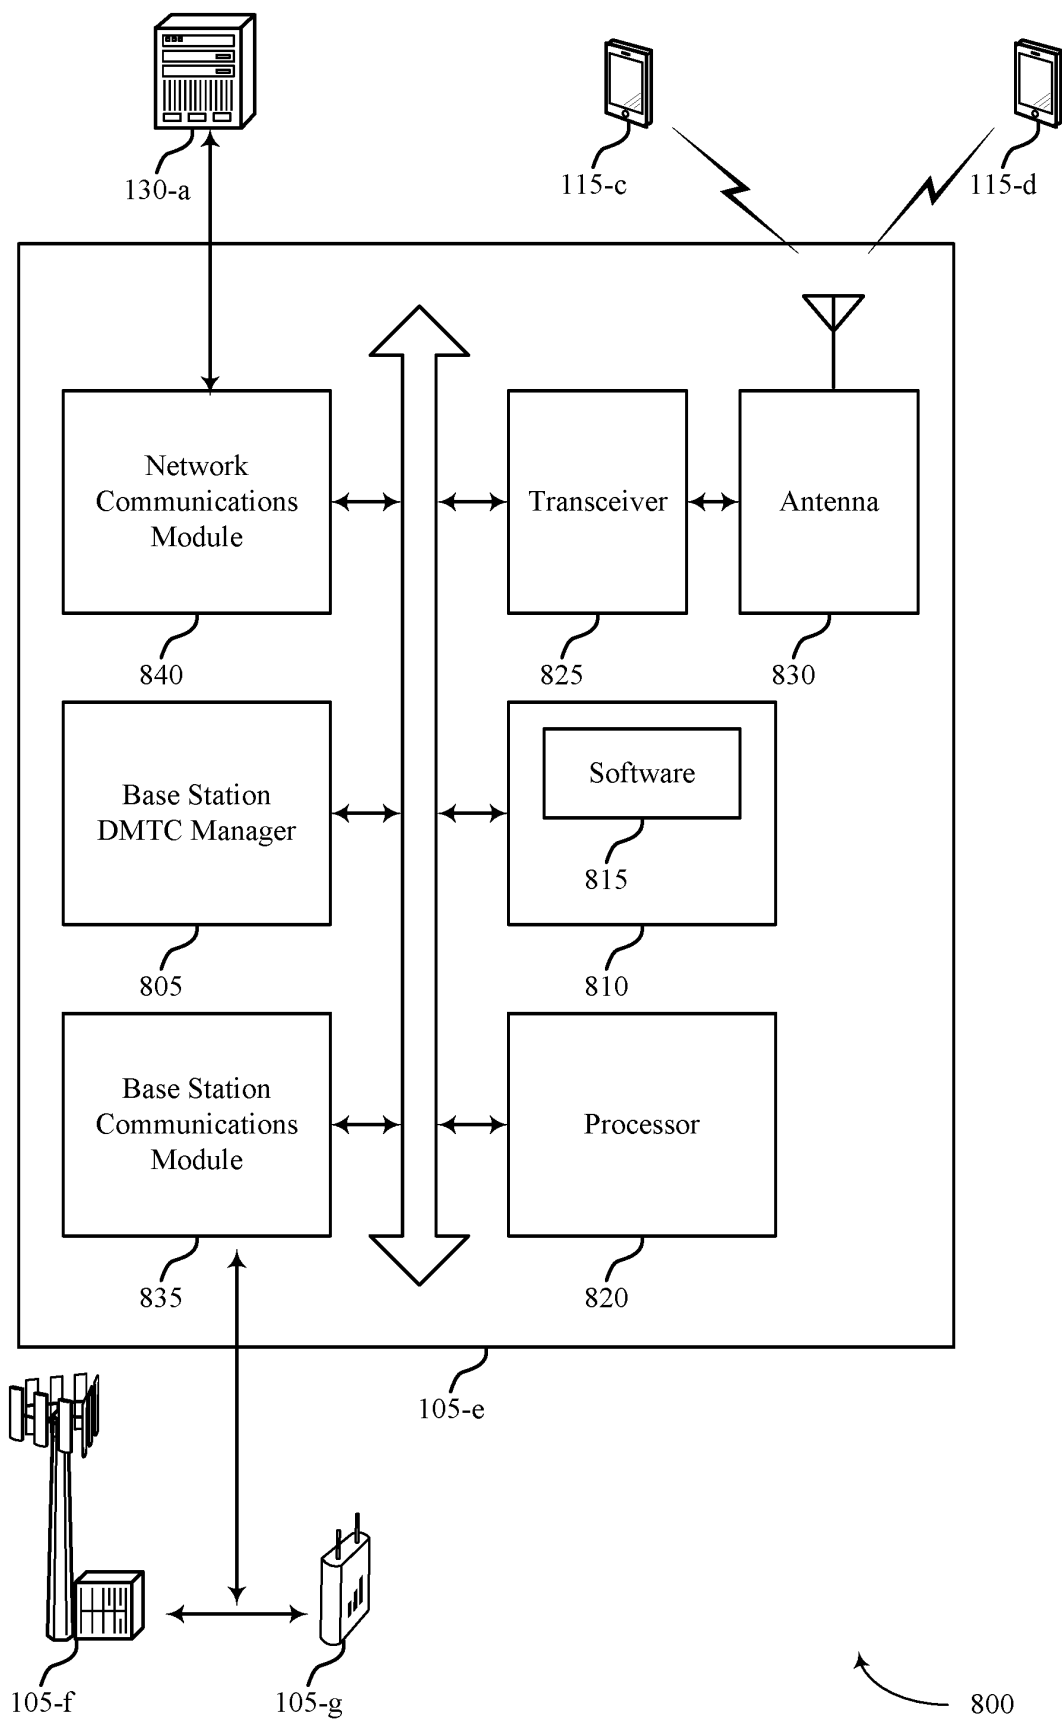 130-a
115-c
115-d
Network
Communications
Module
Transceiver
Antenna
840
825
830
Base Station
DMTC Manager
Software
815
805
810
Base Station
Communications
Module
Processor
835
820
105-e
105-f
105-g
800